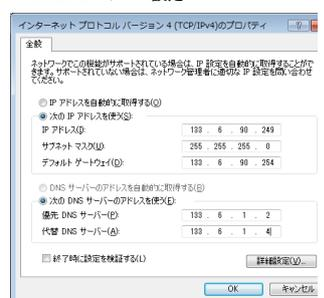 インターネット プロトコル バージョン 4 (TCP/IPv4)のプロパティ
全般
ネットワークでこの機能がサポートされている場合は、IP 設定を自動的に取得することがで
きます。サポートされていない場合は、ネットワーク管理者に適切な IP 設定を問い合わせ
てください。
IP アドレスを自動的に取得する(O)
次の IP アドレスを使う(S):
IP アドレス(I): 133 . 6 . 90 . 249
サブネット マスク(U): 255 . 255 . 255 . 0
デフォルト ゲートウェイ(D): 133 . 6 . 90 . 254
DNS サーバーのアドレスを自動的に取得する(B)
次の DNS サーバーのアドレスを使う(E):
優先 DNS サーバー(P): 133 . 6 . 1 . 2
代替 DNS サーバー(A): 133 . 6 . 1 . 4
終了時に設定を検証する(L)
詳細設定(V)...
OK
キャンセル